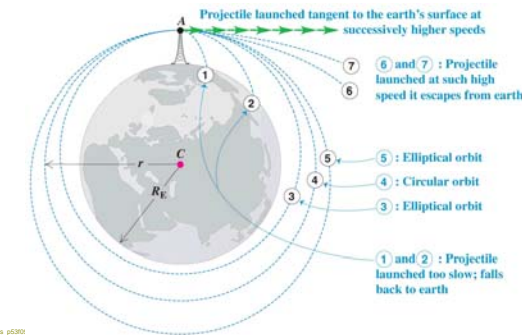 Projectile launched tangent to the earth's surface at
successively higher speeds
A
1
2
7
6
6 and 7 : Projectile
launched at such high
speed it escapes from earth
C
r
R_E
5
4
3
5 : Elliptical orbit
4 : Circular orbit
3 : Elliptical orbit
1 and 2 : Projectile
launched too slow; falls
back to earth